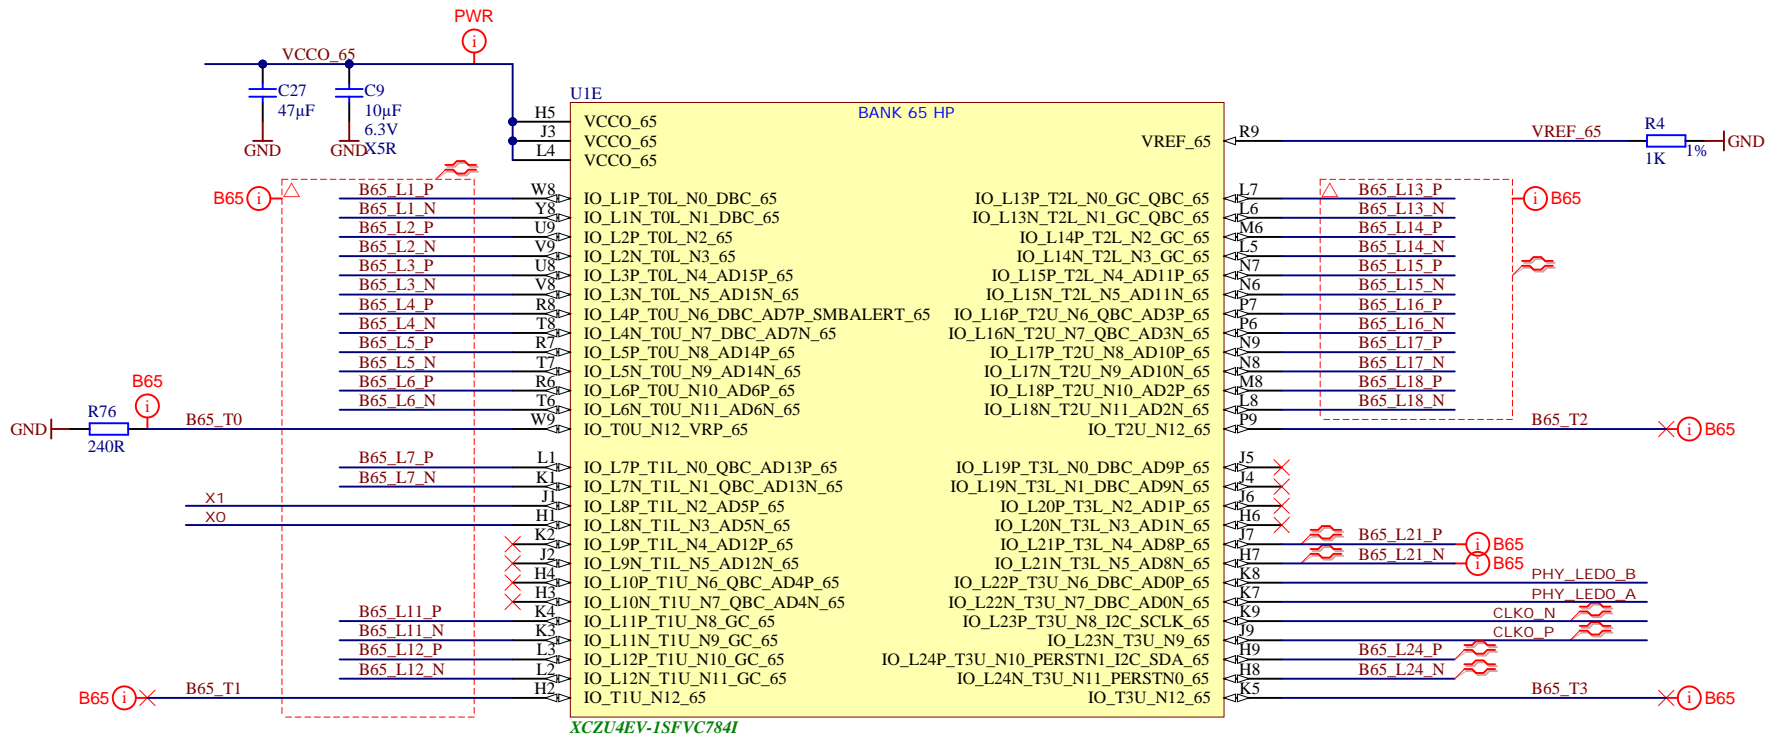 PWR
VCCO_65
C27
47µF
GND
C9
10µF
6.3V
X5R
GND
U1E
BANK 65 HP
H5 VCCO_65
J3 VCCO_65
L4 VCCO_65
VREF_65 R9 VREF_65
R4
1K
1%
GND
B65
B65_L1_P W8 IO_L1P_T0L_N0_DBC_65
B65_L1_N Y8 IO_L1N_T0L_N1_DBC_65
B65_L2_P U9 IO_L2P_T0L_N2_65
B65_L2_N V9 IO_L2N_T0L_N3_65
B65_L3_P U8 IO_L3P_T0L_N4_AD15P_65
B65_L3_N V8 IO_L3N_T0L_N5_AD15N_65
B65_L4_P R8 IO_L4P_T0U_N6_DBC_AD7P_SMBALERT_65
B65_L4_N T8 IO_L4N_T0U_N7_DBC_AD7N_65
B65_L5_P R7 IO_L5P_T0U_N8_AD14P_65
B65_L5_N T7 IO_L5N_T0U_N9_AD14N_65
B65_L6_P R6 IO_L6P_T0U_N10_AD6P_65
B65_L6_N T6 IO_L6N_T0U_N11_AD6N_65
B65
GND
R76
240R
B65_T0 W9 IO_T0U_N12_VRP_65
B65_L7_P L1 IO_L7P_T1L_N0_QBC_AD13P_65
B65_L7_N K1 IO_L7N_T1L_N1_QBC_AD13N_65
X1 J1 IO_L8P_T1L_N2_AD5P_65
X0 H1 IO_L8N_T1L_N3_AD5N_65
K2 IO_L9P_T1L_N4_AD12P_65
J2 IO_L9N_T1L_N5_AD12N_65
H4 IO_L10P_T1U_N6_QBC_AD4P_65
H3 IO_L10N_T1U_N7_QBC_AD4N_65
B65_L11_P K4 IO_L11P_T1U_N8_GC_65
B65_L11_N K3 IO_L11N_T1U_N9_GC_65
B65_L12_P L3 IO_L12P_T1U_N10_GC_65
B65_L12_N L2 IO_L12N_T1U_N11_GC_65
B65 B65_T1 H2 IO_T1U_N12_65
IO_L13P_T2L_N0_GC_QBC_65 L7 B65_L13_P
B65
IO_L13N_T2L_N1_GC_QBC_65 L6 B65_L13_N
IO_L14P_T2L_N2_GC_65 M6 B65_L14_P
IO_L14N_T2L_N3_GC_65 L5 B65_L14_N
IO_L15P_T2L_N4_AD11P_65 N7 B65_L15_P
IO_L15N_T2L_N5_AD11N_65 N6 B65_L15_N
IO_L16P_T2U_N6_QBC_AD3P_65 P7 B65_L16_P
IO_L16N_T2U_N7_QBC_AD3N_65 P6 B65_L16_N
IO_L17P_T2U_N8_AD10P_65 N9 B65_L17_P
IO_L17N_T2U_N9_AD10N_65 N8 B65_L17_N
IO_L18P_T2U_N10_AD2P_65 M8 B65_L18_P
IO_L18N_T2U_N11_AD2N_65 L8 B65_L18_N
IO_T2U_N12_65 P9 B65_T2 B65
IO_L19P_T3L_N0_DBC_AD9P_65 J5
IO_L19N_T3L_N1_DBC_AD9N_65 J4
IO_L20P_T3L_N2_AD1P_65 J6
IO_L20N_T3L_N3_AD1N_65 H6
IO_L21P_T3L_N4_AD8P_65 J7 B65_L21_P B65
IO_L21N_T3L_N5_AD8N_65 H7 B65_L21_N B65
IO_L22P_T3U_N6_DBC_AD0P_65 K8 PHY_LED0_B
IO_L22N_T3U_N7_DBC_AD0N_65 K7 PHY_LED0_A
IO_L23P_T3U_N8_I2C_SCLK_65 K9 CLK0_N
IO_L23N_T3U_N9_65 J9 CLK0_P
IO_L24P_T3U_N10_PERSTN1_I2C_SDA_65 H9 B65_L24_P
IO_L24N_T3U_N11_PERSTN0_65 H8 B65_L24_N
IO_T3U_N12_65 K5 B65_T3 B65
XCZU4EV-1SFVC784I